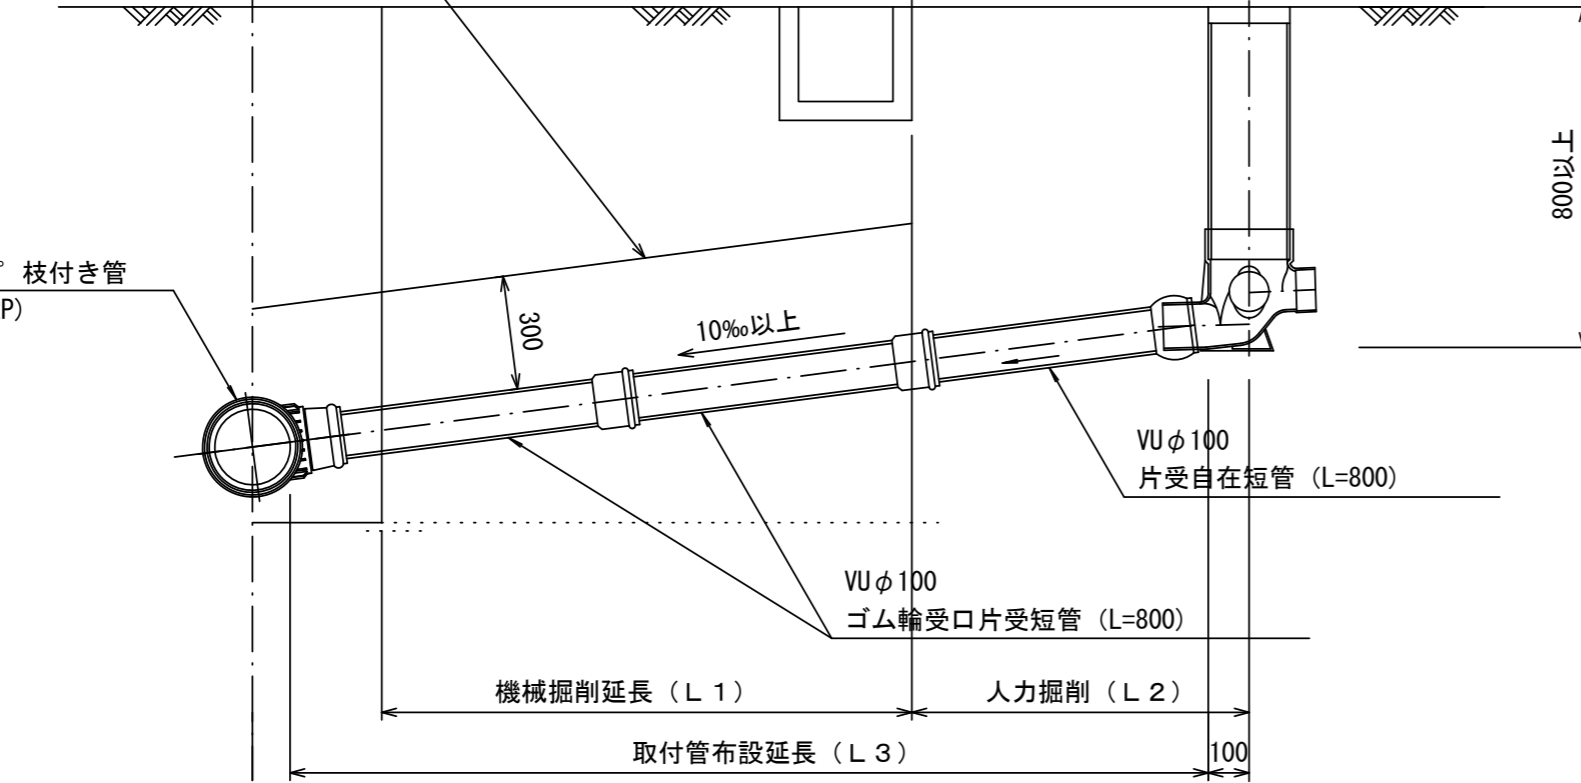 枝付き管
P)
300
10‰以上
800以上
VUφ100
片受自在短管（L=800）
VUφ100
ゴム輪受口片受短管（L=800）
機械掘削延長（Ｌ１）
人力掘削（Ｌ２）
取付管布設延長（Ｌ３）
100